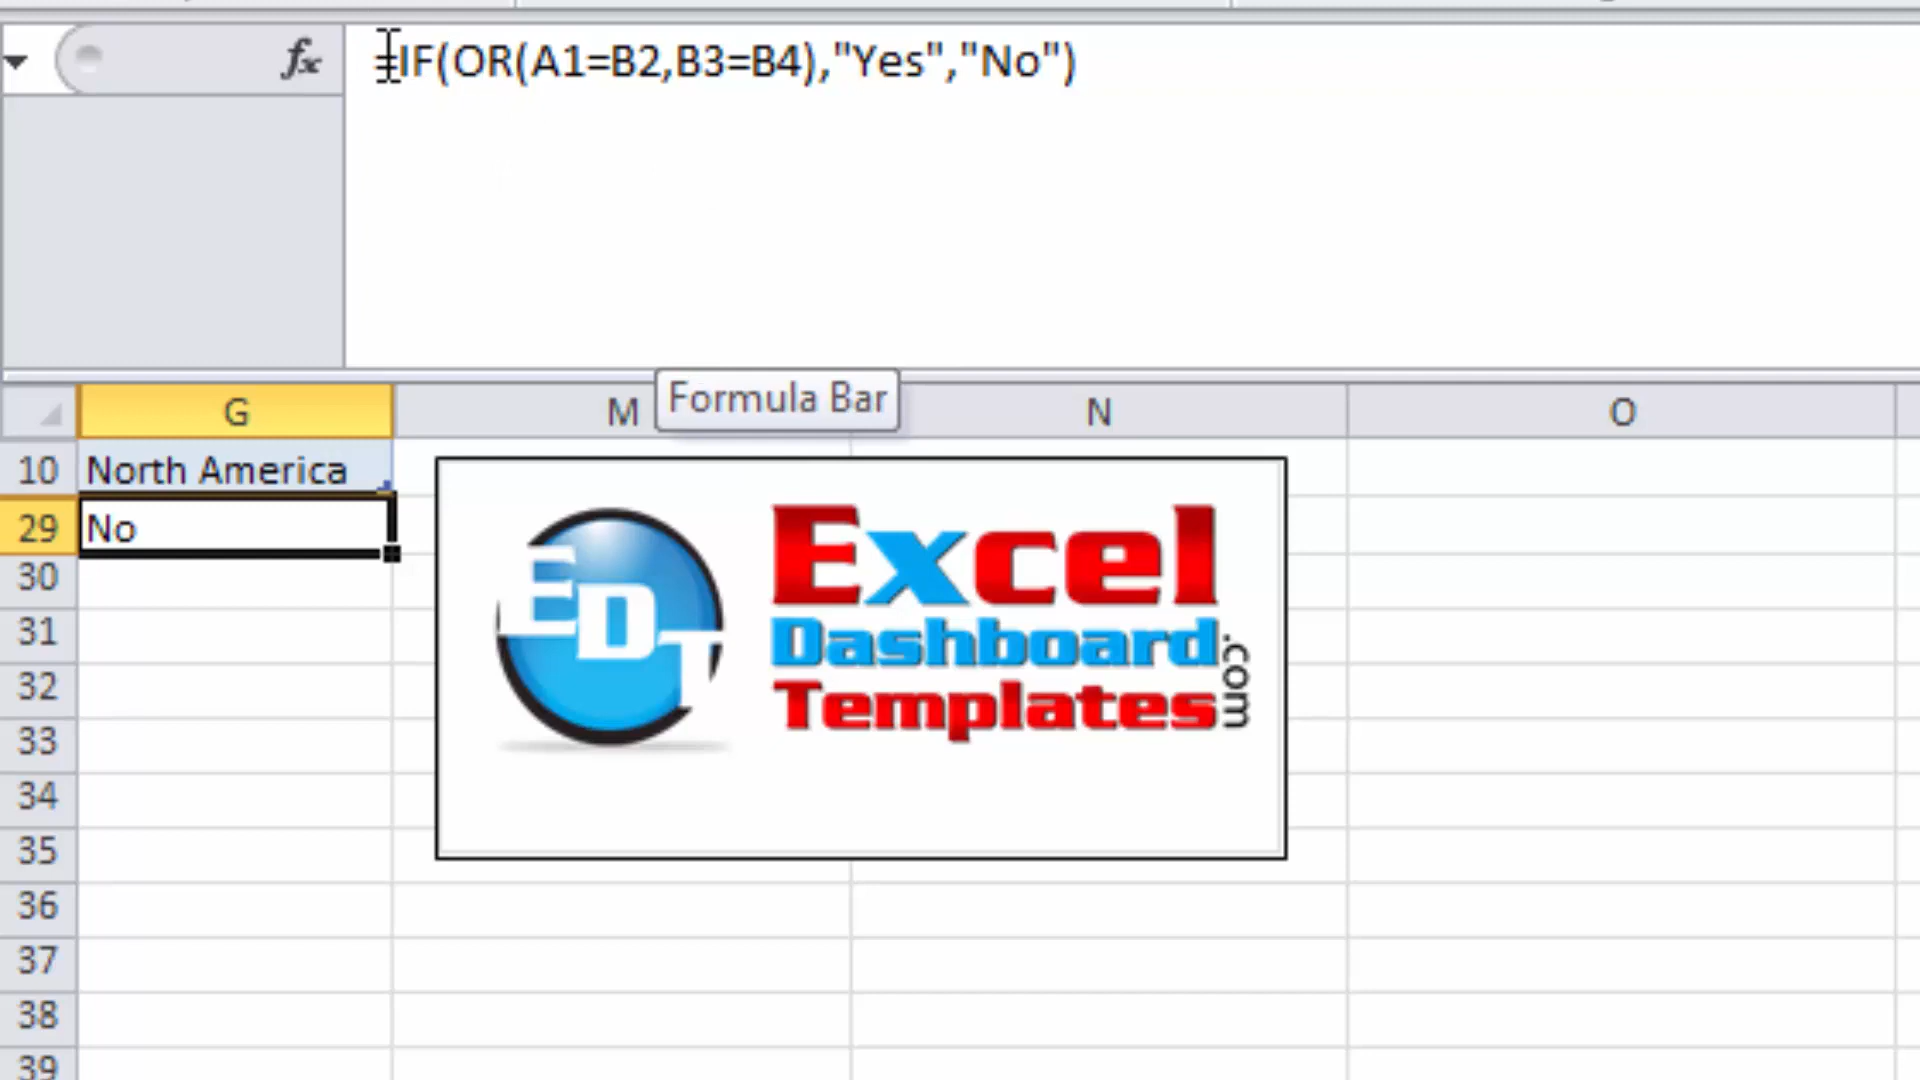 fx =IF(OR(A1=B2,B3=B4),"Yes","No")
Formula Bar
G M N O
10 North America
29 No
30
31
32
33
34
35
36
37
38
39
EDT
Excel
Dashboard
Templates
.com